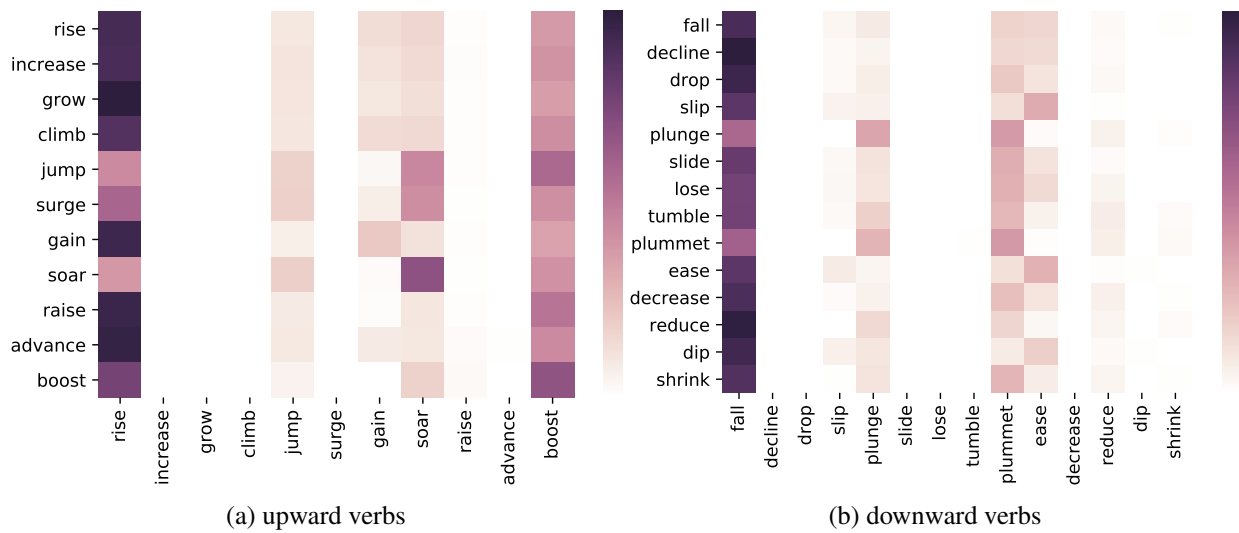 rise
increase
grow
climb
jump
surge
gain
soar
raise
advance
boost
rise
increase
grow
climb
jump
surge
gain
soar
raise
advance
boost
(a) upward verbs
fall
decline
drop
slip
plunge
slide
lose
tumble
plummet
ease
decrease
reduce
dip
shrink
fall
decline
drop
slip
plunge
slide
lose
tumble
plummet
ease
decrease
reduce
dip
shrink
(b) downward verbs